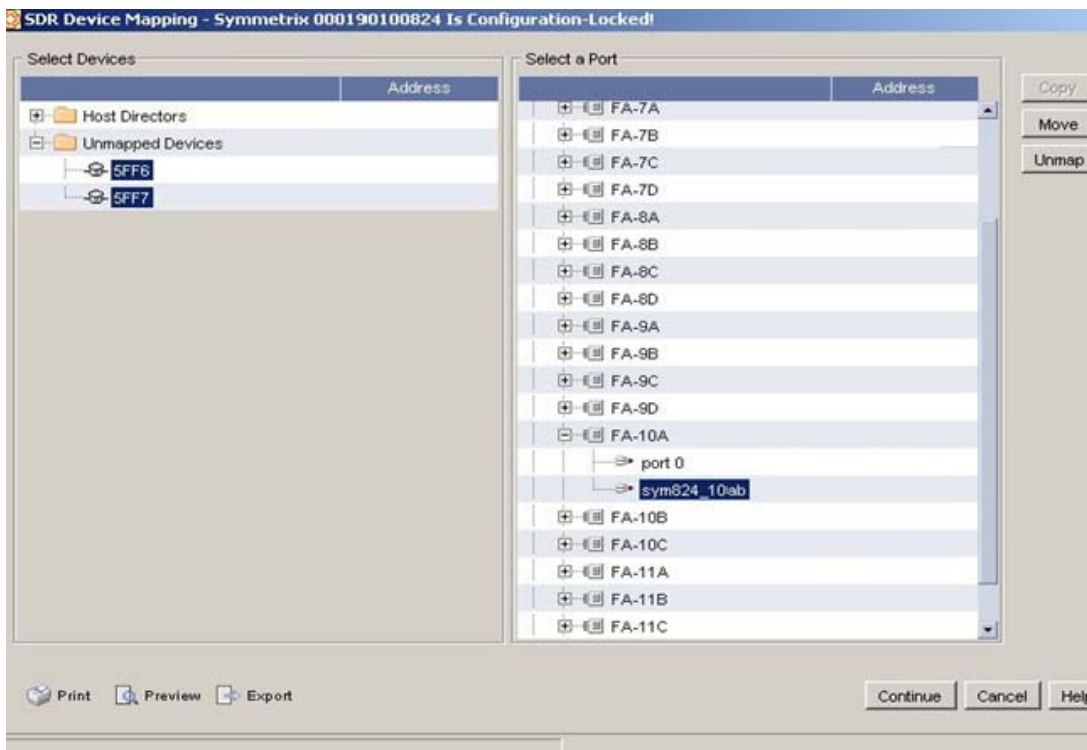 SDR Device Mapping - Symmetrix 000190100824 Is Configuration-Locked!
Select Devices
Address
Host Directors
Unmapped Devices
5FF6
5FF7
Select a Port
Address
FA-7A
FA-7B
FA-7C
FA-7D
FA-8A
FA-8B
FA-8C
FA-8D
FA-9A
FA-9B
FA-9C
FA-9D
FA-10A
port 0
sym824_10ab
FA-10B
FA-10C
FA-11A
FA-11B
FA-11C
Copy
Move
Unmap
Print
Preview
Export
Continue
Cancel
Help